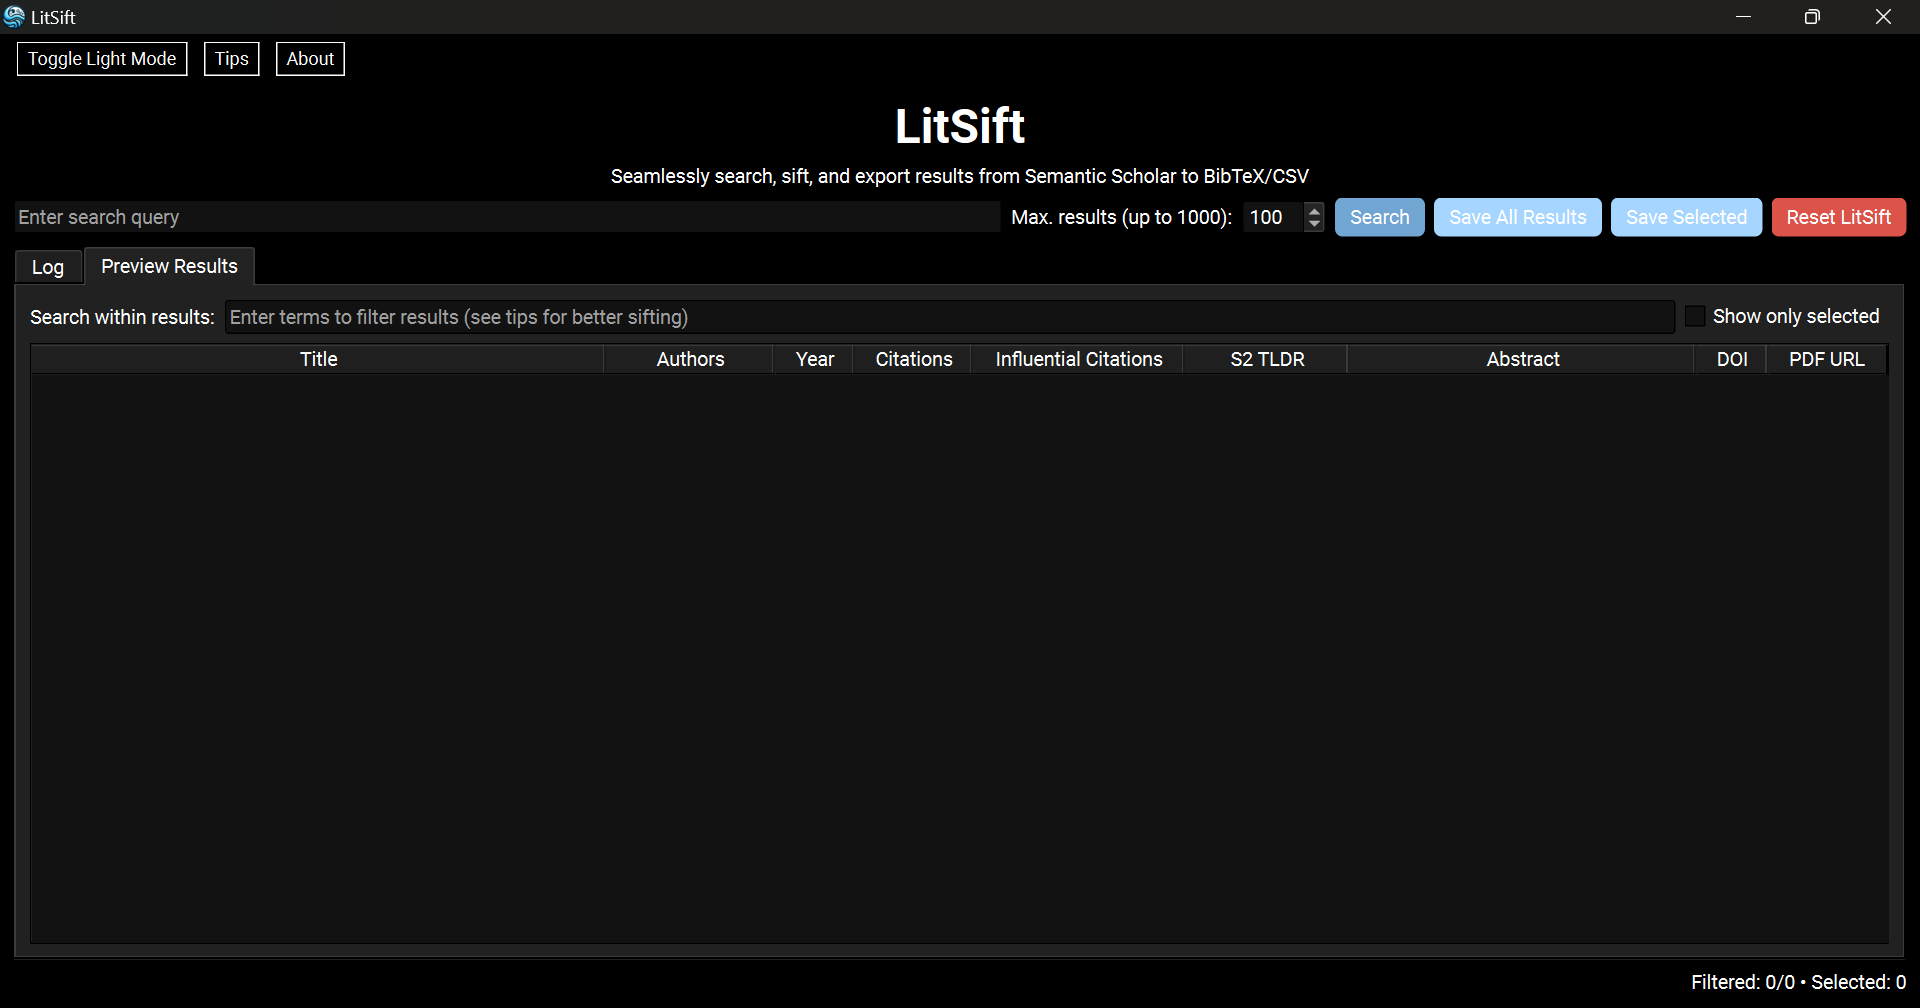 LitSift
Toggle Light Mode Tips About
LitSift
Seamlessly search, sift, and export results from Semantic Scholar to BibTeX/CSV
Enter search query Max. results (up to 1000): 100 Search Save All Results Save Selected Reset LitSift
Log Preview Results
Search within results: Enter terms to filter results (see tips for better sifting) Show only selected
Title Authors Year Citations Influential Citations S2 TLDR Abstract DOI PDF URL
Filtered: 0/0 • Selected: 0